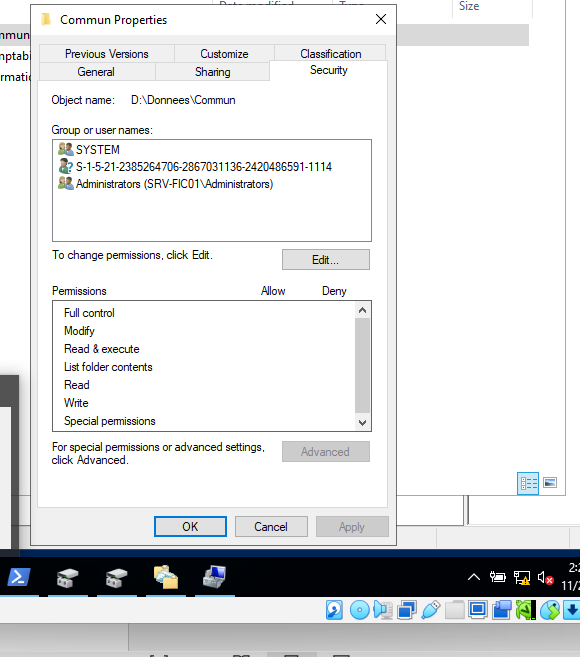 Date modified
Type
Size
Commun Properties
Previous Versions
Customize
Classification
General
Sharing
Security
Object name: D:\Donnees\Commun
Group or user names:
SYSTEM
S-1-5-21-2385264706-2867031136-2420486591-1114
Administrators (SRV-FIC01\Administrators)
To change permissions, click Edit.
Edit...
Permissions
Allow
Deny
Full control
Modify
Read & execute
List folder contents
Read
Write
Special permissions
For special permissions or advanced settings,
click Advanced.
Advanced
OK
Cancel
Apply